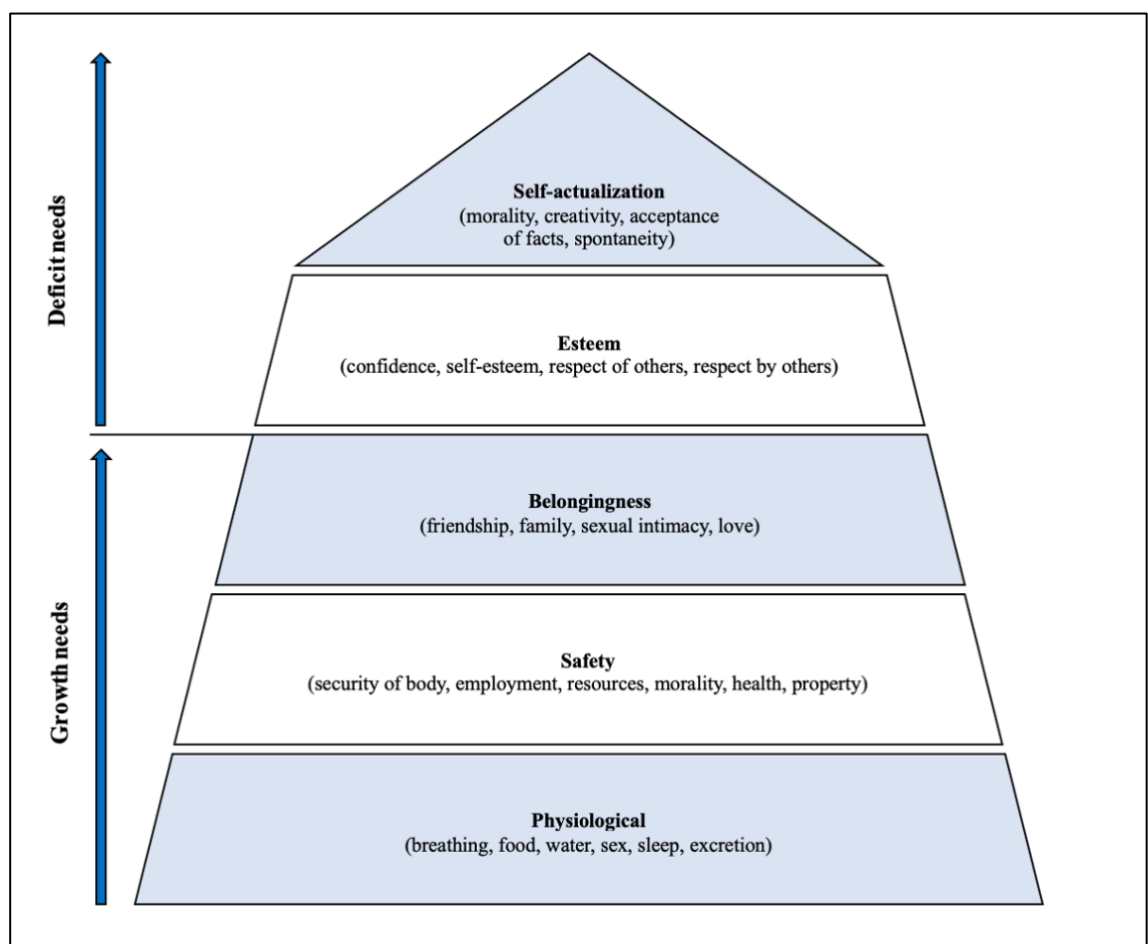 Deficit needs
Self-actualization
(morality, creativity, acceptance
of facts, spontaneity)
Esteem
(confidence, self-esteem, respect of others, respect by others)
Growth needs
Belongingness
(friendship, family, sexual intimacy, love)
Safety
(security of body, employment, resources, morality, health, property)
Physiological
(breathing, food, water, sex, sleep, excretion)